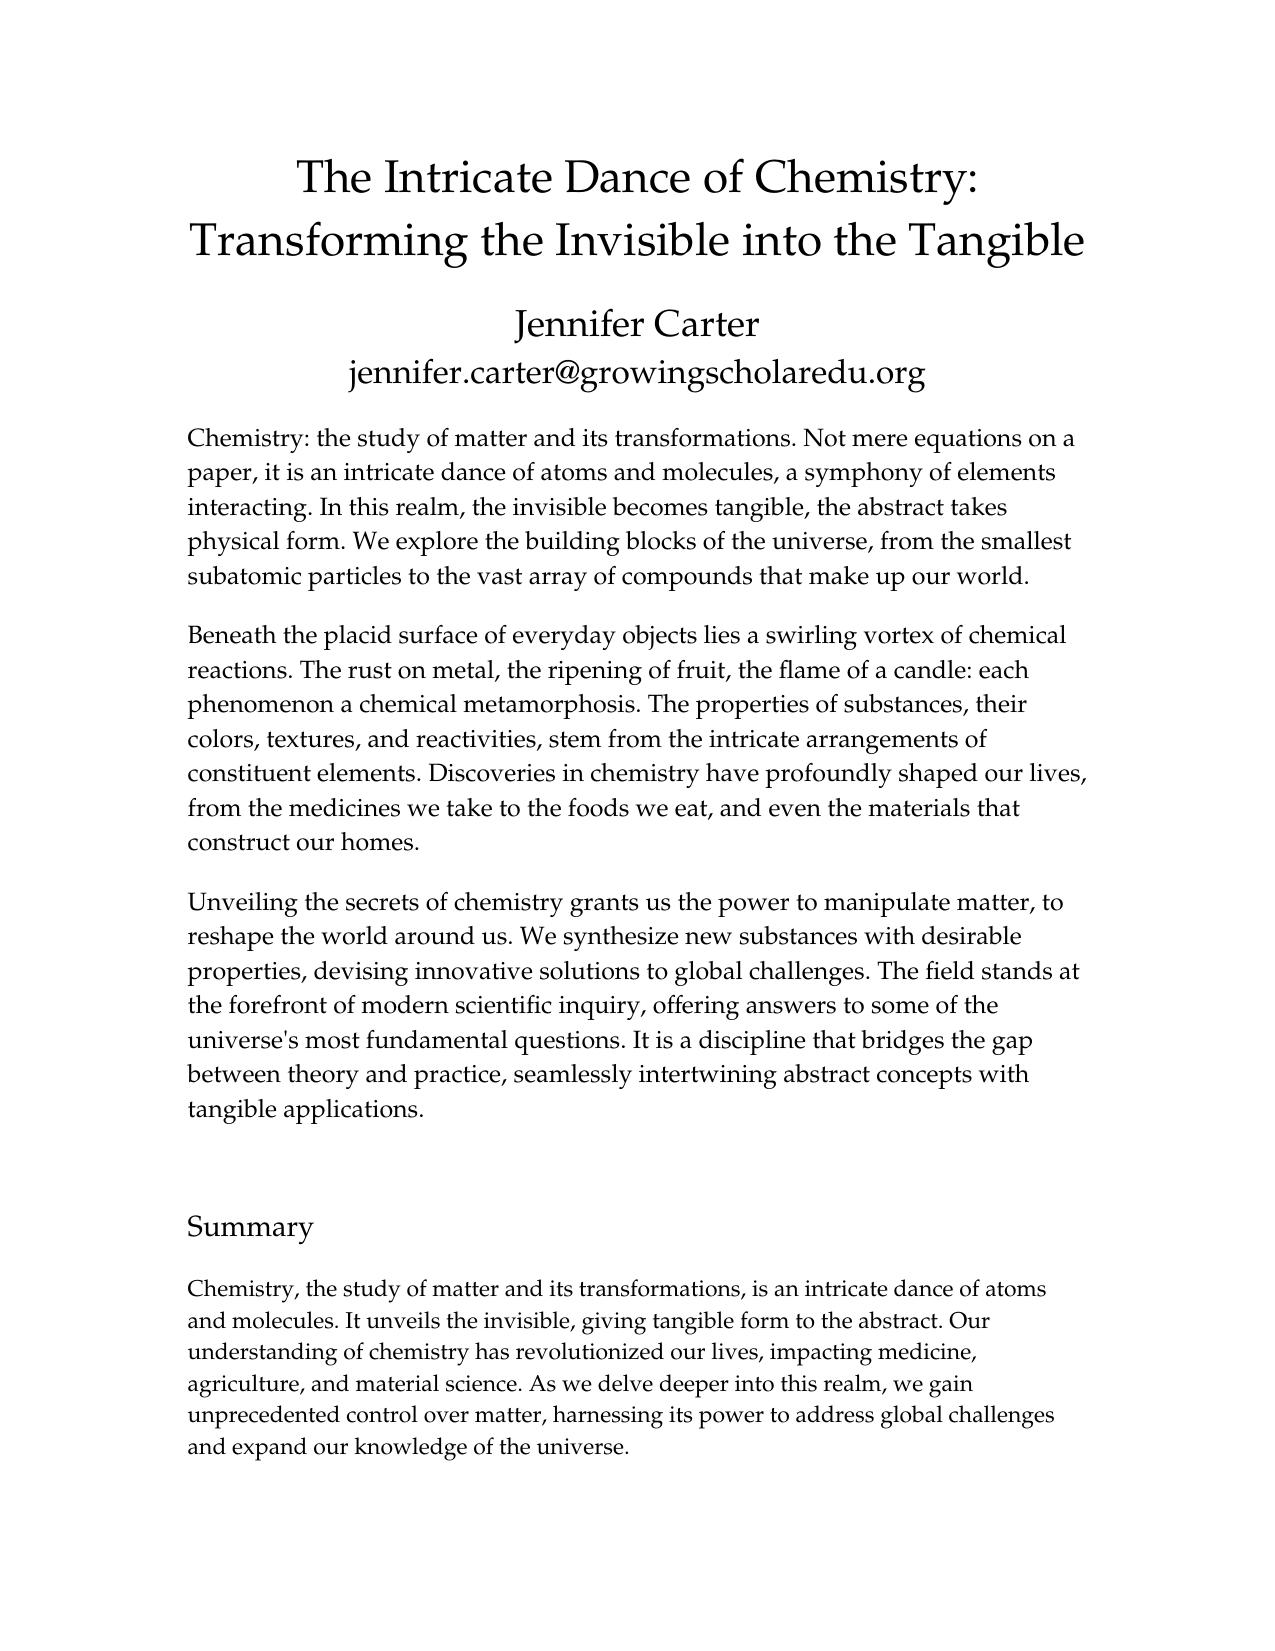 The Intricate Dance of Chemistry:
Transforming the Invisible into the Tangible
Jennifer Carter
jennifer.carter@growingscholaredu.org
Chemistry: the study of matter and its transformations. Not mere equations on a
paper, it is an intricate dance of atoms and molecules, a symphony of elements
interacting. In this realm, the invisible becomes tangible, the abstract takes
physical form. We explore the building blocks of the universe, from the smallest
subatomic particles to the vast array of compounds that make up our world.
Beneath the placid surface of everyday objects lies a swirling vortex of chemical
reactions. The rust on metal, the ripening of fruit, the flame of a candle: each
phenomenon a chemical metamorphosis. The properties of substances, their
colors, textures, and reactivities, stem from the intricate arrangements of
constituent elements. Discoveries in chemistry have profoundly shaped our lives,
from the medicines we take to the foods we eat, and even the materials that
construct our homes.
Unveiling the secrets of chemistry grants us the power to manipulate matter, to
reshape the world around us. We synthesize new substances with desirable
properties, devising innovative solutions to global challenges. The field stands at
the forefront of modern scientific inquiry, offering answers to some of the
universe's most fundamental questions. It is a discipline that bridges the gap
between theory and practice, seamlessly intertwining abstract concepts with
tangible applications.
Summary
Chemistry, the study of matter and its transformations, is an intricate dance of atoms
and molecules. It unveils the invisible, giving tangible form to the abstract. Our
understanding of chemistry has revolutionized our lives, impacting medicine,
agriculture, and material science. As we delve deeper into this realm, we gain
unprecedented control over matter, harnessing its power to address global challenges
and expand our knowledge of the universe.